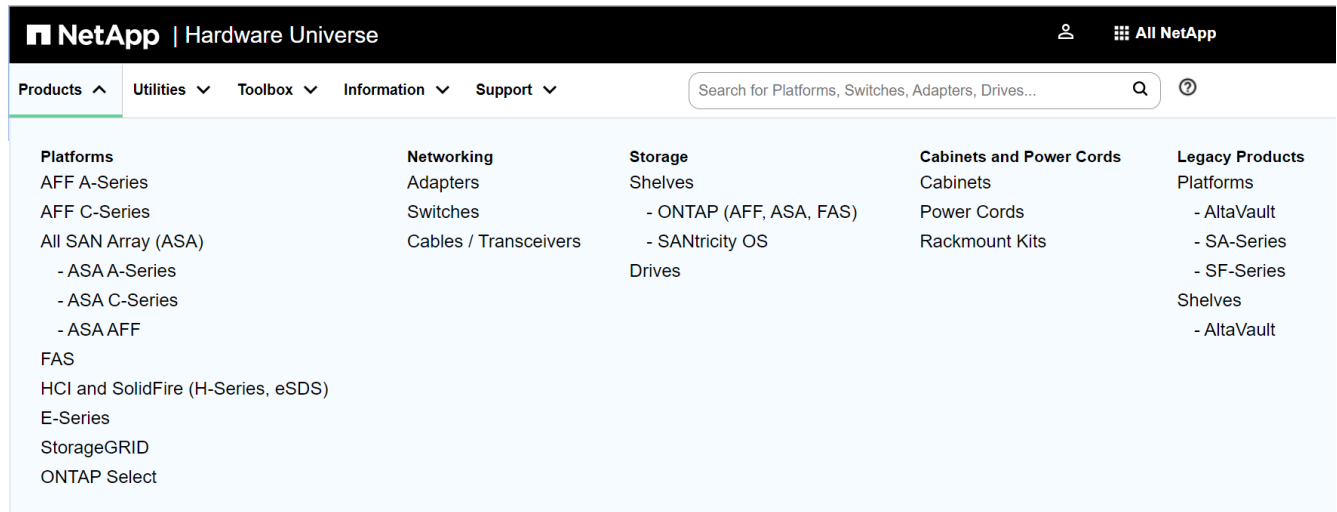 NetApp | Hardware Universe
All NetApp
Products
Utilities
Toolbox
Information
Support
Search for Platforms, Switches, Adapters, Drives...
Platforms
AFF A-Series
AFF C-Series
All SAN Array (ASA)
- ASA A-Series
- ASA C-Series
- ASA AFF
FAS
HCI and SolidFire (H-Series, eSDS)
E-Series
StorageGRID
ONTAP Select
Networking
Adapters
Switches
Cables / Transceivers
Storage
Shelves
- ONTAP (AFF, ASA, FAS)
- SANtricity OS
Drives
Cabinets and Power Cords
Cabinets
Power Cords
Rackmount Kits
Legacy Products
Platforms
- AltaVault
- SA-Series
- SF-Series
Shelves
- AltaVault